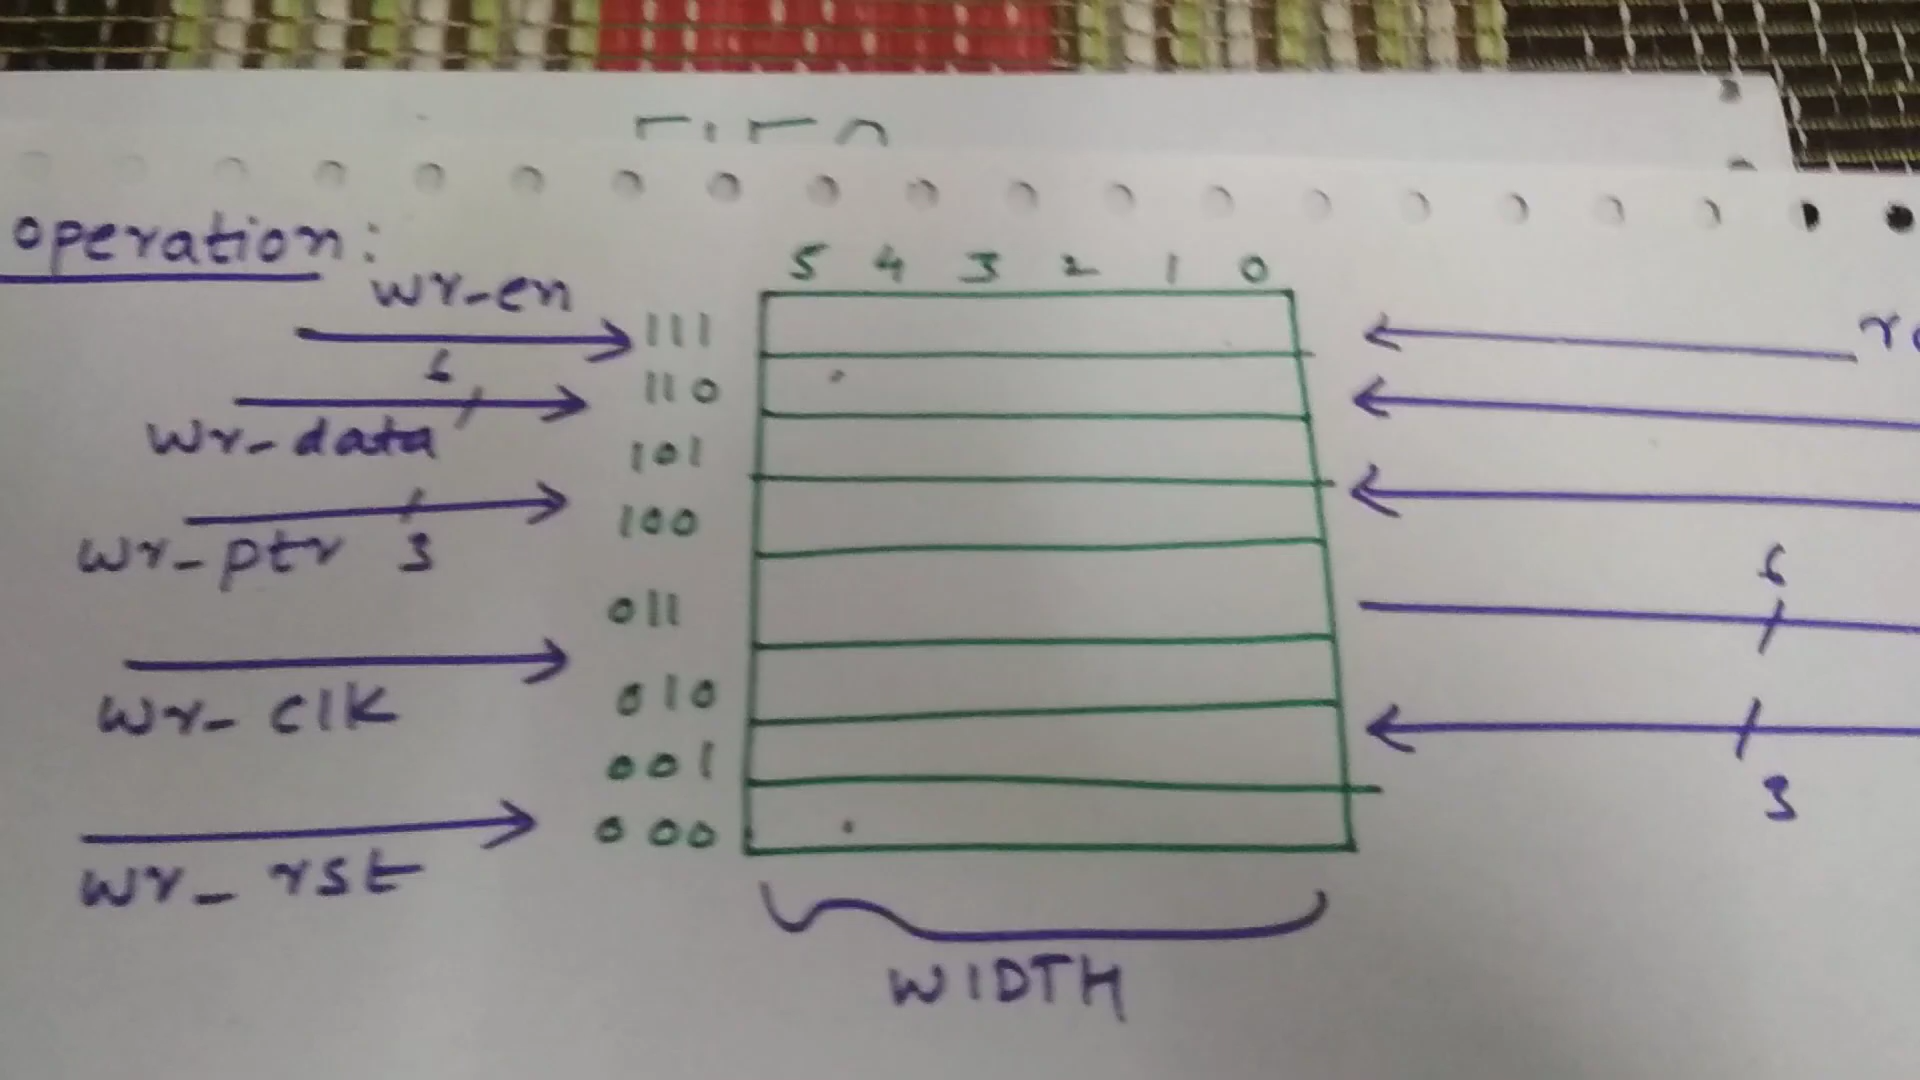 operation:
5 4 3 2 1 0
wr-en
111
6
110
wr-data
101
wr-ptr 3
100
6
011
wr-clk
010
001
3
wr-rst
000
WIDTH